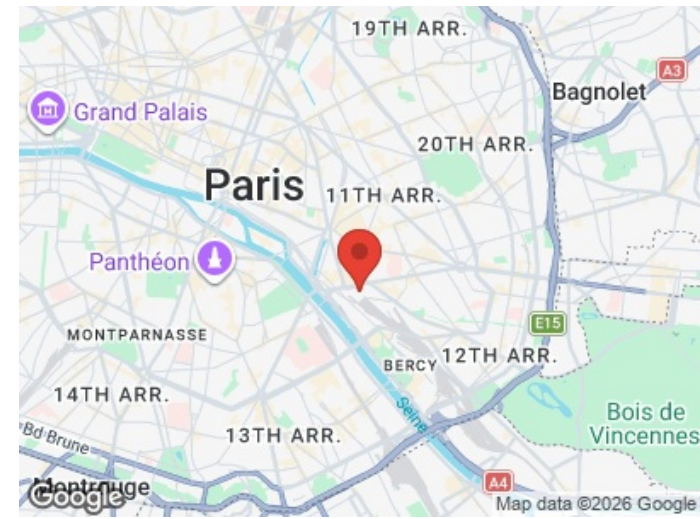 19TH ARR.
A3
Bagnolet
Grand Palais
20TH ARR.
Paris
11TH ARR.
Panthéon
E15
MONTPARNASSE
12TH ARR.
BERCY
14TH ARR.
Seine
Bois de
Vincennes
Bd Brune
13TH ARR.
Montrouge
A4
Google
Map data ©2026 Google